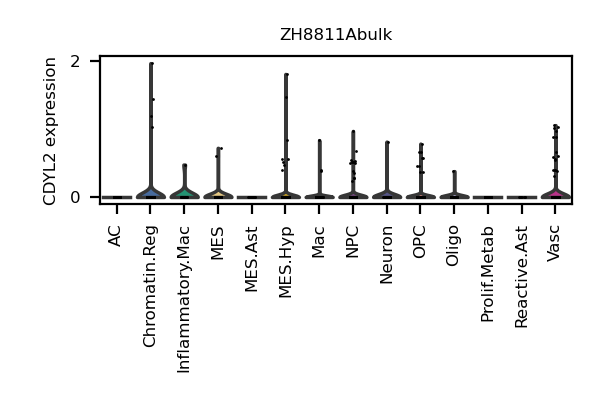 ZH8811Abulk
CDYL2 expression
2
0
AC
Chromatin.Reg
Inflammatory.Mac
MES
MES.Ast
MES.Hyp
Mac
NPC
Neuron
OPC
Oligo
Prolif.Metab
Reactive.Ast
Vasc